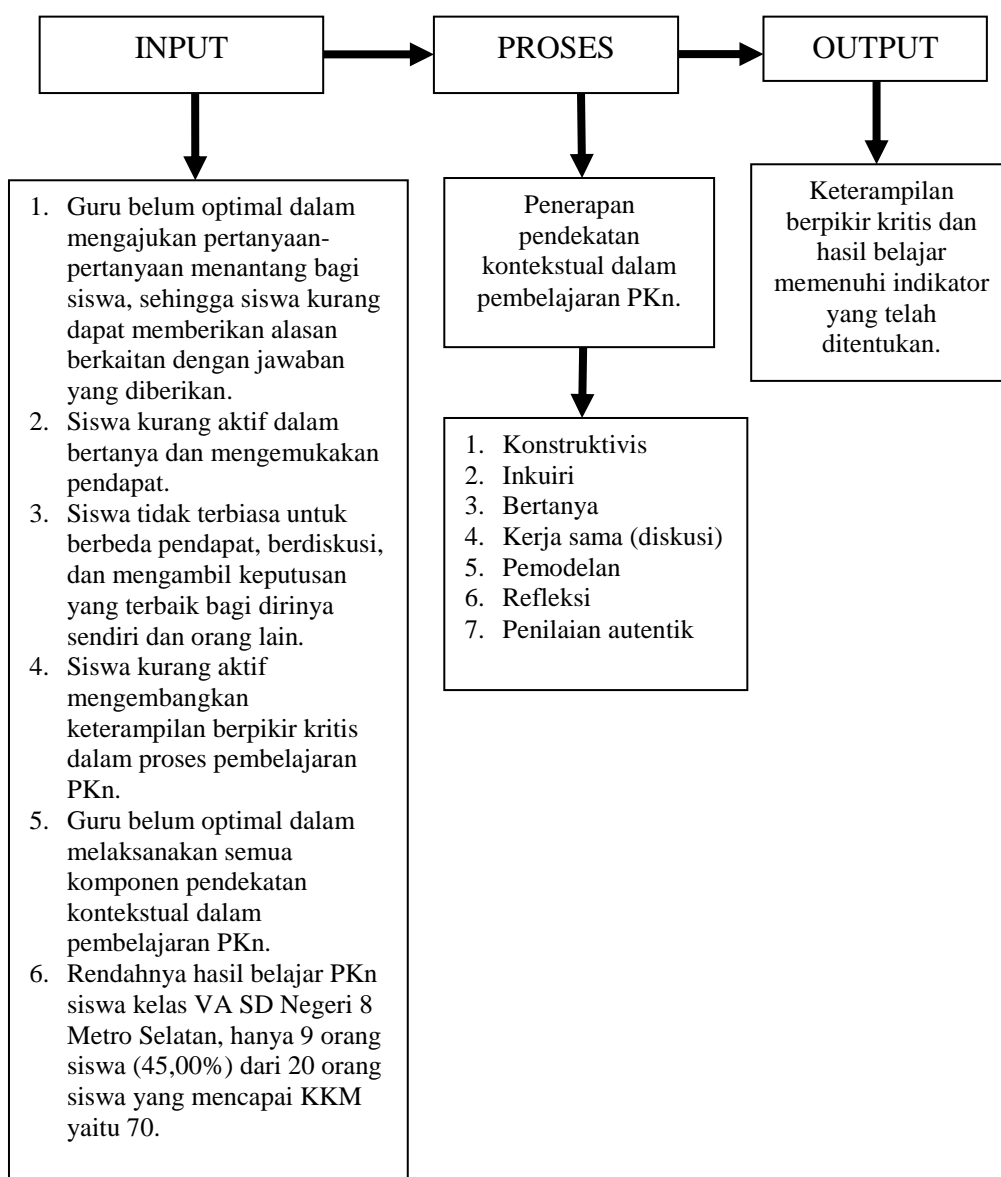 INPUT
PROSES
OUTPUT
1. Guru belum optimal dalam
mengajukan pertanyaan-
pertanyaan menantang bagi
siswa, sehingga siswa kurang
dapat memberikan alasan
berkaitan dengan jawaban
yang diberikan.
2. Siswa kurang aktif dalam
bertanya dan mengemukakan
pendapat.
3. Siswa tidak terbiasa untuk
berbeda pendapat, berdiskusi,
dan mengambil keputusan
yang terbaik bagi dirinya
sendiri dan orang lain.
4. Siswa kurang aktif
mengembangkan
keterampilan berpikir kritis
dalam proses pembelajaran
PKn.
5. Guru belum optimal dalam
melaksanakan semua
komponen pendekatan
kontekstual dalam
pembelajaran PKn.
6. Rendahnya hasil belajar PKn
siswa kelas VA SD Negeri 8
Metro Selatan, hanya 9 orang
siswa (45,00%) dari 20 orang
siswa yang mencapai KKM
yaitu 70.
Penerapan
pendekatan
kontekstual dalam
pembelajaran PKn.
1. Konstruktivis
2. Inkuiri
3. Bertanya
4. Kerja sama (diskusi)
5. Pemodelan
6. Refleksi
7. Penilaian autentik
Keterampilan
berpikir kritis dan
hasil belajar
memenuhi indikator
yang telah
ditentukan.